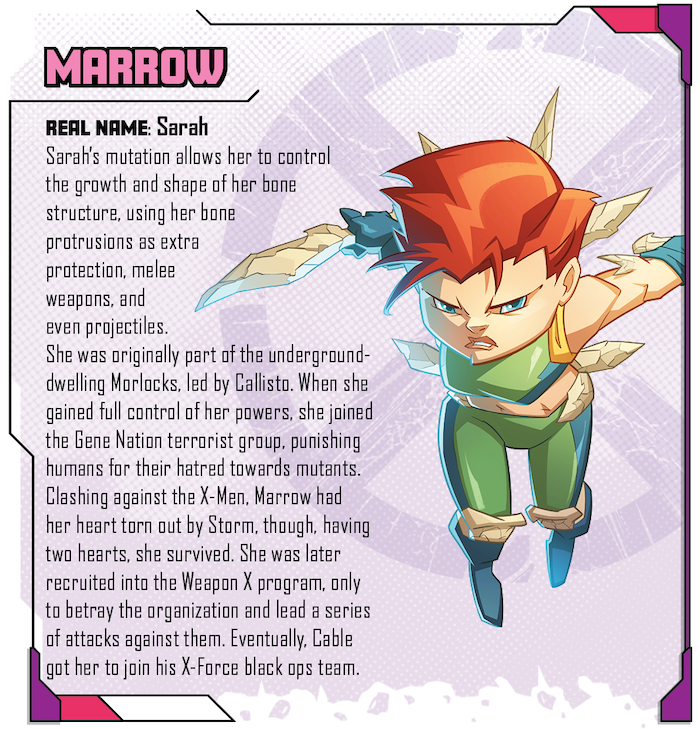 MARROW
REAL NAME: Sarah
Sarah's mutation allows her to control
the growth and shape of her bone
structure, using her bone
protrusions as extra
protection, melee
weapons, and
even projectiles.
She was originally part of the underground-
dwelling Morlocks, led by Callisto. When she
gained full control of her powers, she joined
the Gene Nation terrorist group, punishing
humans for their hatred towards mutants.
Clashing against the X-Men, Marrow had
her heart torn out by Storm, though, having
two hearts, she survived. She was later
recruited into the Weapon X program, only
to betray the organization and lead a series
of attacks against them. Eventually, Cable
got her to join his X-Force black ops team.